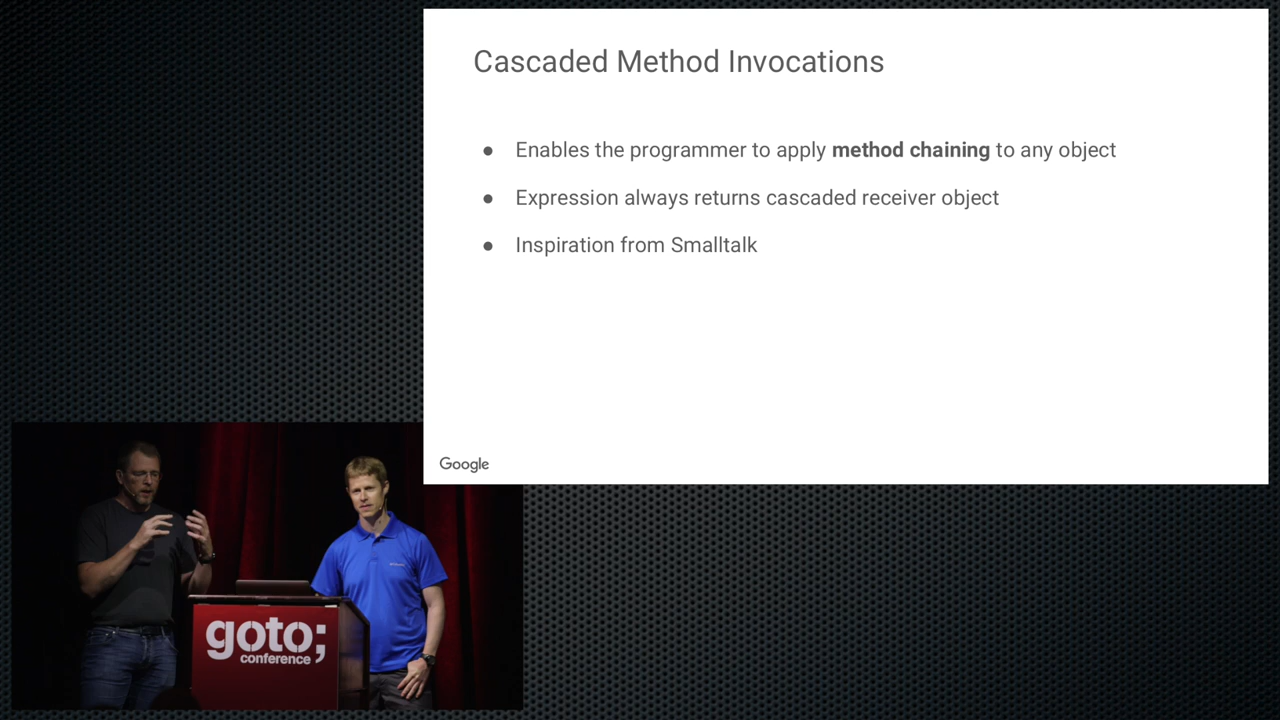 Cascaded Method Invocations
● Enables the programmer to apply method chaining to any object
● Expression always returns cascaded receiver object
● Inspiration from Smalltalk
Google
goto;
conference